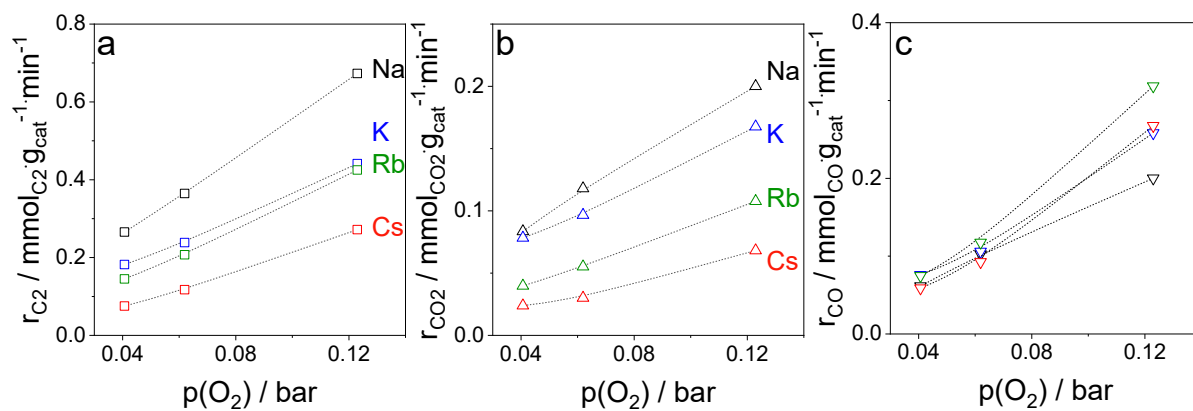 a
r_C2 / mmol_C2·g_cat^-1·min^-1
0.8
0.6
0.4
0.2
0.0
Na
K
Rb
Cs
0.04 0.08 0.12
p(O_2) / bar
b
r_CO2 / mmol_CO2·g_cat^-1·min^-1
0.2
0.1
0.0
Na
K
Rb
Cs
0.04 0.08 0.12
p(O_2) / bar
c
r_CO / mmol_CO·g_cat^-1·min^-1
0.4
0.2
0.0
0.04 0.08 0.12
p(O_2) / bar